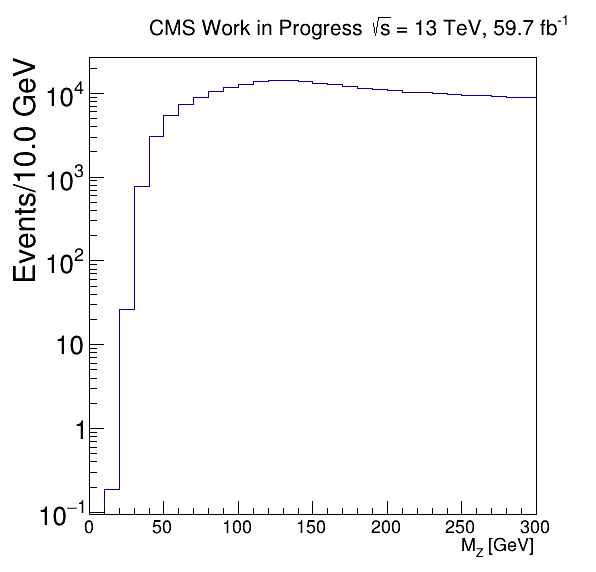 CMS Work in Progress √s = 13 TeV, 59.7 fb⁻¹
Events/10.0 GeV
10⁴
10³
10²
10
1
10⁻¹
0 50 100 150 200 250 300
M_Z [GeV]